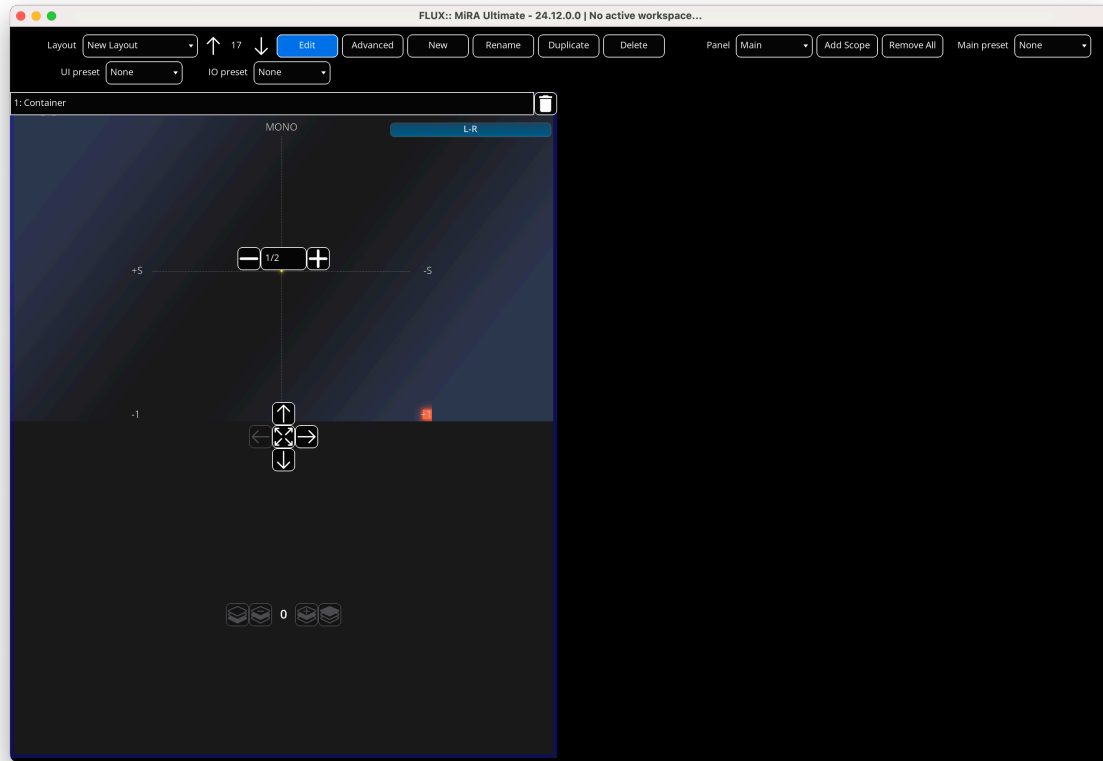 FLUX:: MiRA Ultimate - 24.12.0.0 | No active workspace...
Layout New Layout 17 Edit Advanced New Rename Duplicate Delete Panel Main Add Scope Remove All Main preset None
UI preset None IO preset None
1: Container
MONO L-R
1/2
+S -S
-1
0